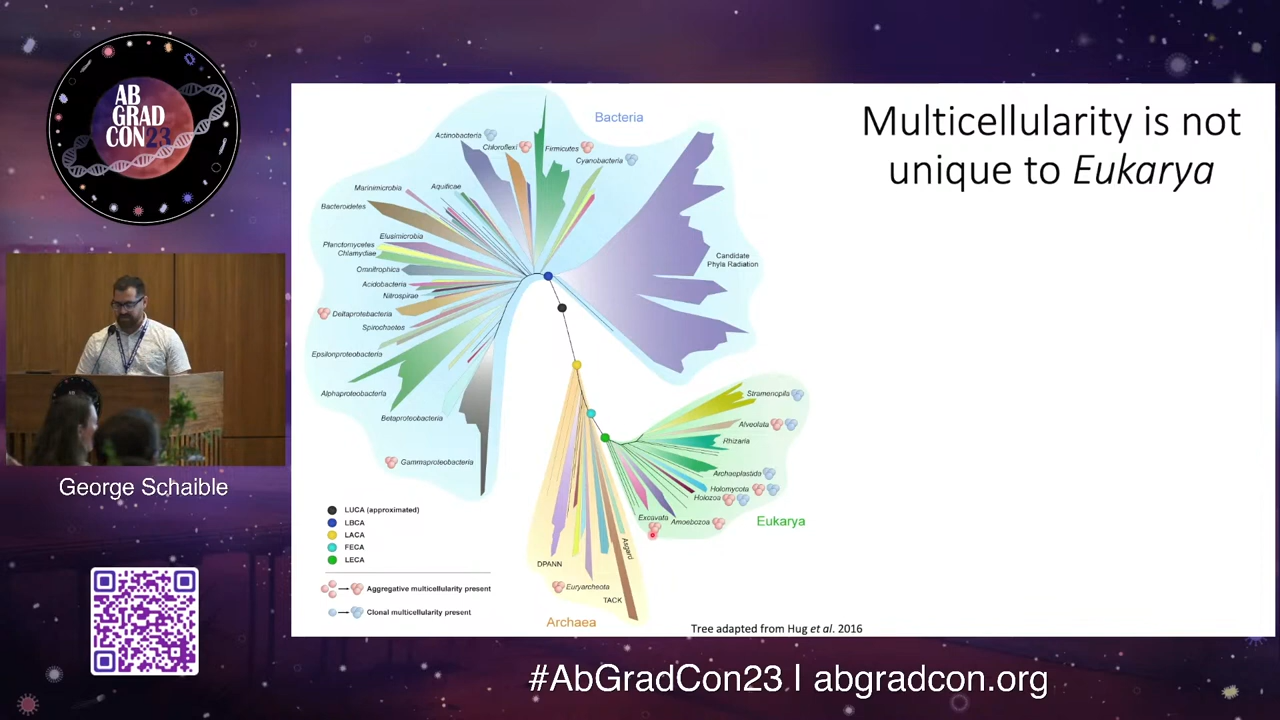 AB
GRAD
CON23
Multicellularity is not
unique to Eukarya
Bacteria
Actinobacteria
Chloroflexi
Firmicutes
Cyanobacteria
Marinimicrobia
Aquificae
Bacteroidetes
Elusimicrobia
Planctomycetes
Chlamydiae
Omnitrophica
Acidobacteria
Nitrospirae
Deltaproteobacteria
Spirochaetes
Epsilonproteobacteria
Alphaproteobacteria
Betaproteobacteria
Gammaproteobacteria
Candidate
Phyla Radiation
Stramenopila
Alveolata
Rhizaria
Archaeplastida
Holomycota
Holozoa
Excavata
Amoebozoa
Eukarya
LUCA (approximated)
LBCA
LACA
FECA
LECA
Aggregative multicellularity present
Clonal multicellularity present
DPANN
Euryarcheota
TACK
Asgard
Archaea
Tree adapted from Hug et al. 2016
George Schaible
#AbGradCon23 | abgradcon.org